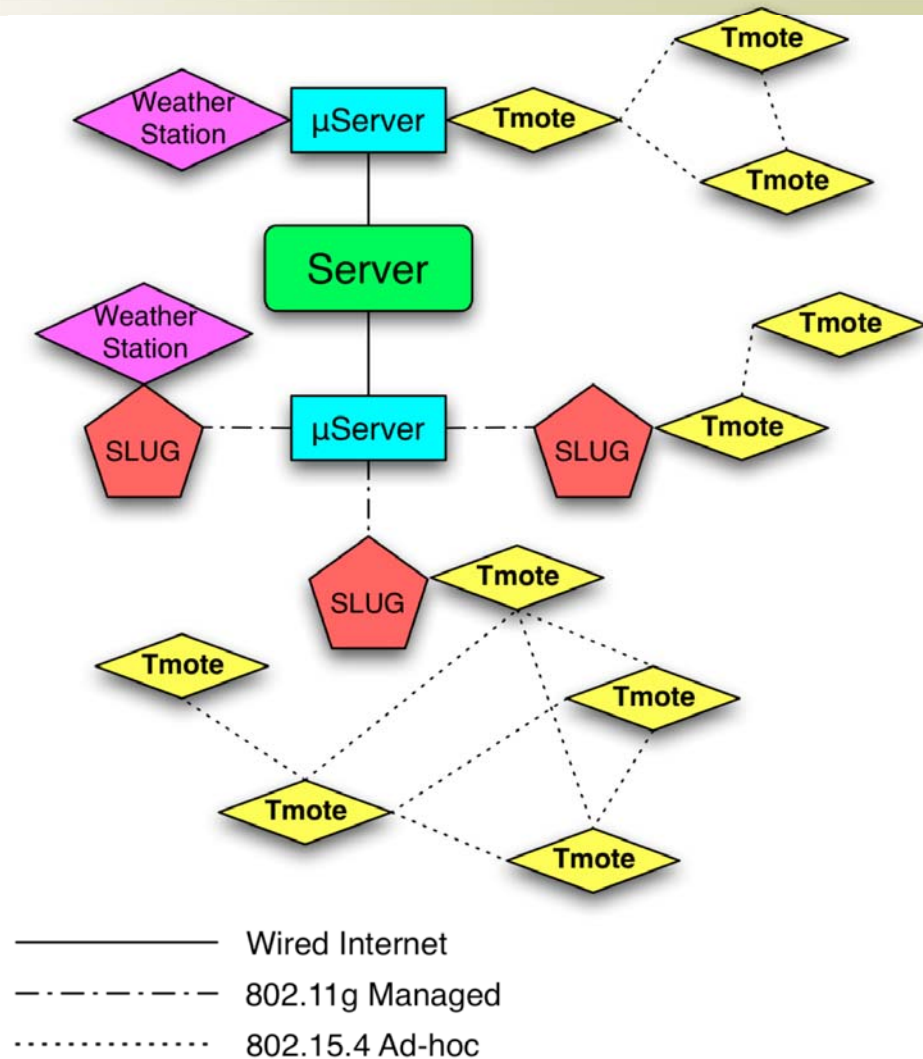 Tmote
Weather
Station
µServer
Tmote
Tmote
Server
Weather
Station
Tmote
SLUG
µServer
SLUG
Tmote
SLUG
Tmote
Tmote
Tmote
Tmote
Tmote
Wired Internet
802.11g Managed
802.15.4 Ad-hoc